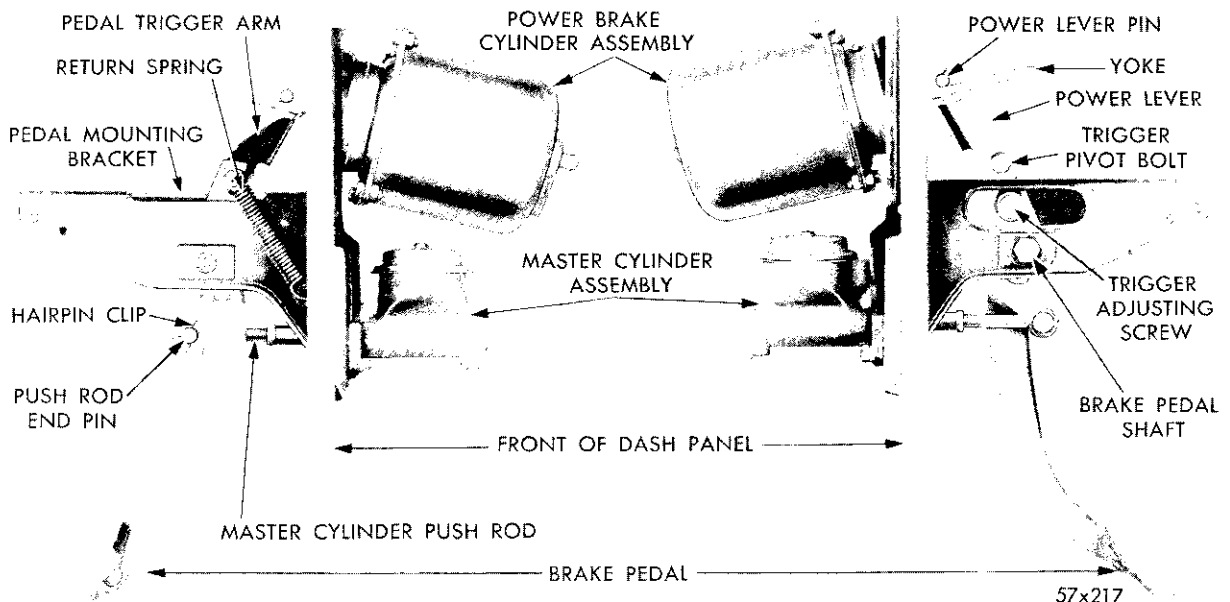 PEDAL TRIGGER ARM
RETURN SPRING
PEDAL MOUNTING
BRACKET
HAIRPIN CLIP
PUSH ROD
END PIN
MASTER CYLINDER PUSH ROD
POWER BRAKE
CYLINDER ASSEMBLY
MASTER CYLINDER
ASSEMBLY
FRONT OF DASH PANEL
BRAKE PEDAL
POWER LEVER PIN
YOKE
POWER LEVER
TRIGGER
PIVOT BOLT
TRIGGER
ADJUSTING
SCREW
BRAKE PEDAL
SHAFT
57x217